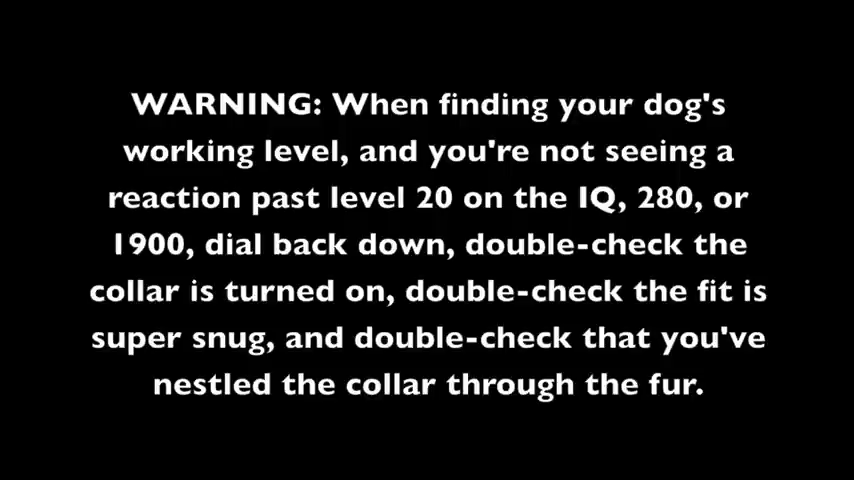 WARNING: When finding your dog's
working level, and you're not seeing a
reaction past level 20 on the IQ, 280, or
1900, dial back down, double-check the
collar is turned on, double-check the fit is
super snug, and double-check that you've
nestled the collar through the fur.